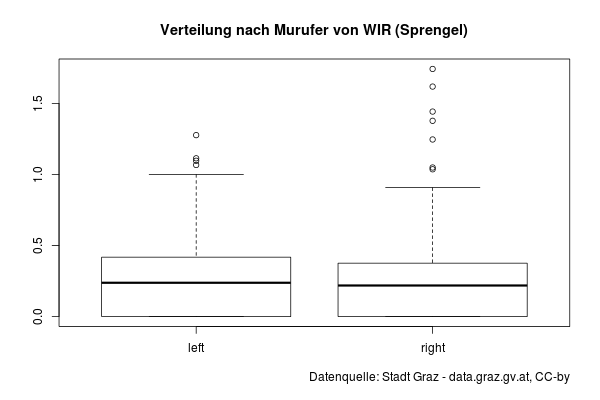 Verteilung nach Murufer von WIR (Sprengel)
1.5
1.0
0.5
0.0
left right
Datenquelle: Stadt Graz - data.graz.gv.at, CC-by